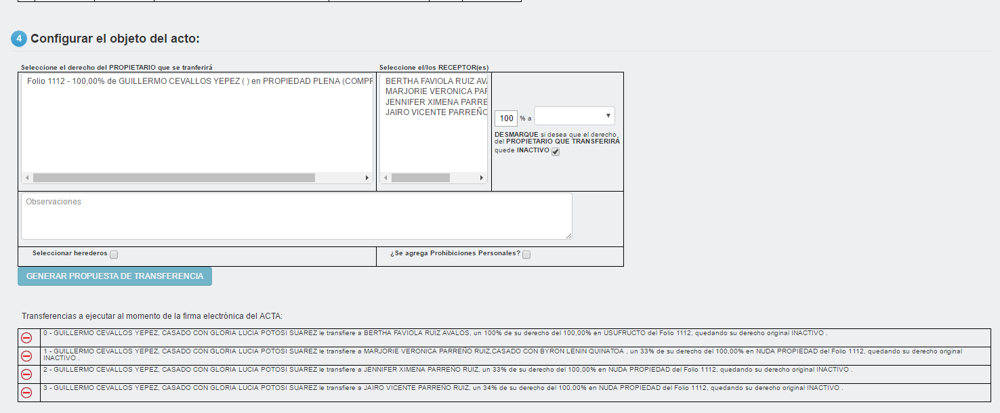 4 Configurar el objeto del acto:
Seleccione el derecho del PROPIETARIO que se tranferirá
Seleccione el/los RECEPTOR(es)
Folio 1112 - 100,00% de GUILLERMO CEVALLOS YEPEZ ( ) en PROPIEDAD PLENA (COMPR
BERTHA FAVIOLA RUIZ AVA
MARJORIE VERONICA PAR
JENNIFER XIMENA PARRE
JAIRO VICENTE PARREÑO
100 % a
DESMARQUE si desea que el derecho,
del PROPIETARIO QUE TRANSFERIRÁ
quede INACTIVO
Observaciones
Seleccionar herederos
¿Se agrega Prohibiciones Personales?
GENERAR PROPUESTA DE TRANSFERENCIA
Transferencias a ejecutar al momento de la firma electrónica del ACTA:
0 - GUILLERMO CEVALLOS YEPEZ, CASADO CON GLORIA LUCIA POTOSI SUAREZ le transfiere a BERTHA FAVIOLA RUIZ AVALOS, un 100% de su derecho del 100,00% en USUFRUCTO del Folio 1112, quedando su derecho original INACTIVO .
1 - GUILLERMO CEVALLOS YEPEZ, CASADO CON GLORIA LUCIA POTOSI SUAREZ le transfiere a MARJORIE VERONICA PARREÑO RUIZ,CASADO CON BYRON LENIN QUINATOA , un 33% de su derecho del 100,00% en NUDA PROPIEDAD del Folio 1112, quedando su derecho original
INACTIVO .
2 - GUILLERMO CEVALLOS YEPEZ, CASADO CON GLORIA LUCIA POTOSI SUAREZ le transfiere a JENNIFER XIMENA PARREÑO RUIZ, un 33% de su derecho del 100,00% en NUDA PROPIEDAD del Folio 1112, quedando su derecho original INACTIVO .
3 - GUILLERMO CEVALLOS YEPEZ, CASADO CON GLORIA LUCIA POTOSI SUAREZ le transfiere a JAIRO VICENTE PARREÑO RUIZ, un 34% de su derecho del 100,00% en NUDA PROPIEDAD del Folio 1112, quedando su derecho original INACTIVO .